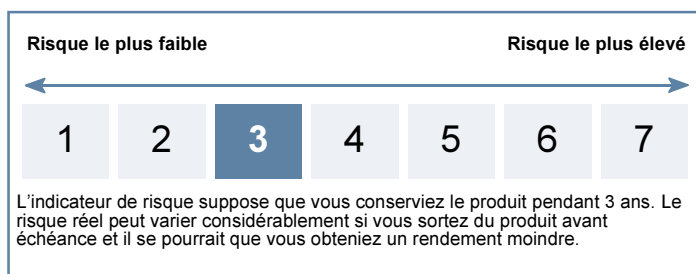 Risque le plus faible Risque le plus élevé
1 2 3 4 5 6 7
L'indicateur de risque suppose que vous conserviez le produit pendant 3 ans. Le
risque réel peut varier considérablement si vous sortez du produit avant
échéance et il se pourrait que vous obteniez un rendement moindre.